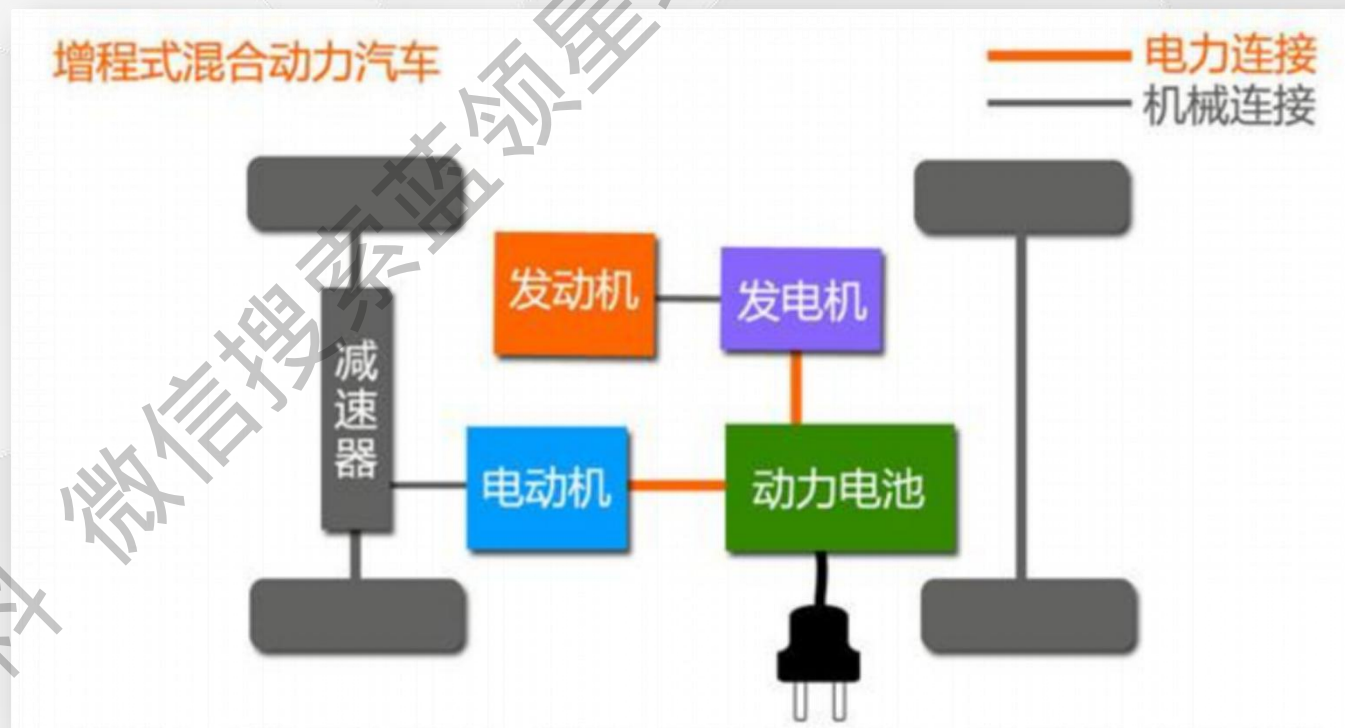 增程式混合动力汽车
电力连接
机械连接
发动机
发电机
减速器
电动机
动力电池
微信搜索蓝领星
料